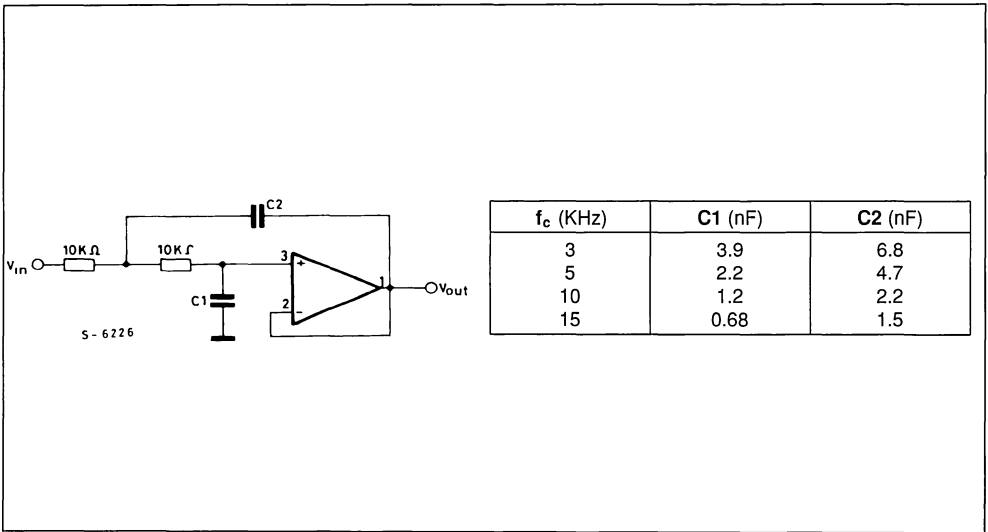 C2
10KΩ
10KΩ
3
+
Vin
1
Vout
C1
2
-
S-6226
fc (KHz) C1 (nF) C2 (nF)
3 3.9 6.8
5 2.2 4.7
10 1.2 2.2
15 0.68 1.5